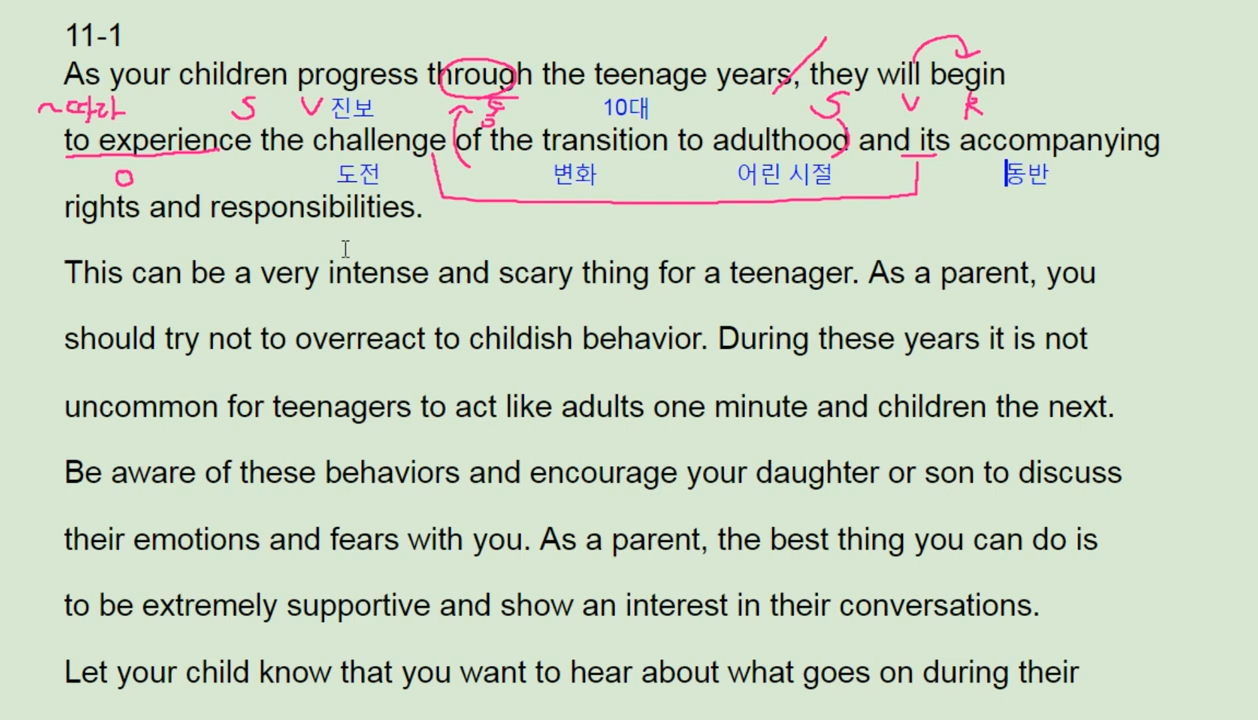 11-1
As your children progress through the teenage years, they will begin
~따라 S V 진보 통 10대 S V R
to experience the challenge of the transition to adulthood and its accompanying
O 도전 변화 어린 시절 동반
rights and responsibilities.
This can be a very intense and scary thing for a teenager. As a parent, you
should try not to overreact to childish behavior. During these years it is not
uncommon for teenagers to act like adults one minute and children the next.
Be aware of these behaviors and encourage your daughter or son to discuss
their emotions and fears with you. As a parent, the best thing you can do is
to be extremely supportive and show an interest in their conversations.
Let your child know that you want to hear about what goes on during their